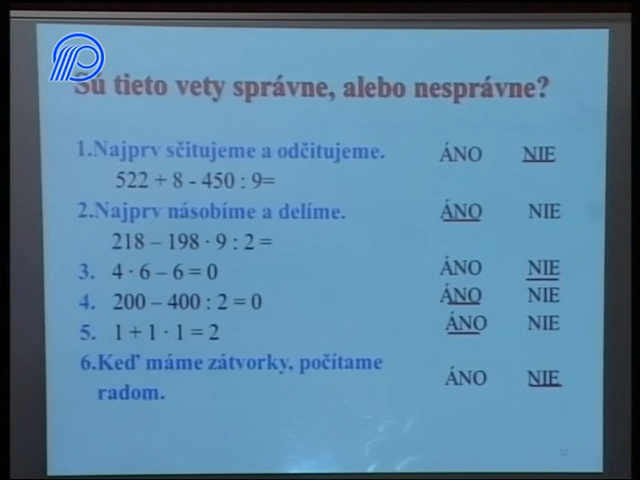 Sú tieto vety správne, alebo nesprávne?
1.Najprv sčitujeme a odčitujeme. ÁNO NIE
522 + 8 - 450 : 9=
2.Najprv násobíme a delíme. ÁNO NIE
218 – 198 · 9 : 2 =
3. 4 · 6 – 6 = 0 ÁNO NIE
4. 200 – 400 : 2 = 0 ÁNO NIE
5. 1 + 1 · 1 = 2 ÁNO NIE
6.Keď máme zátvorky, počítame
radom. ÁNO NIE
12